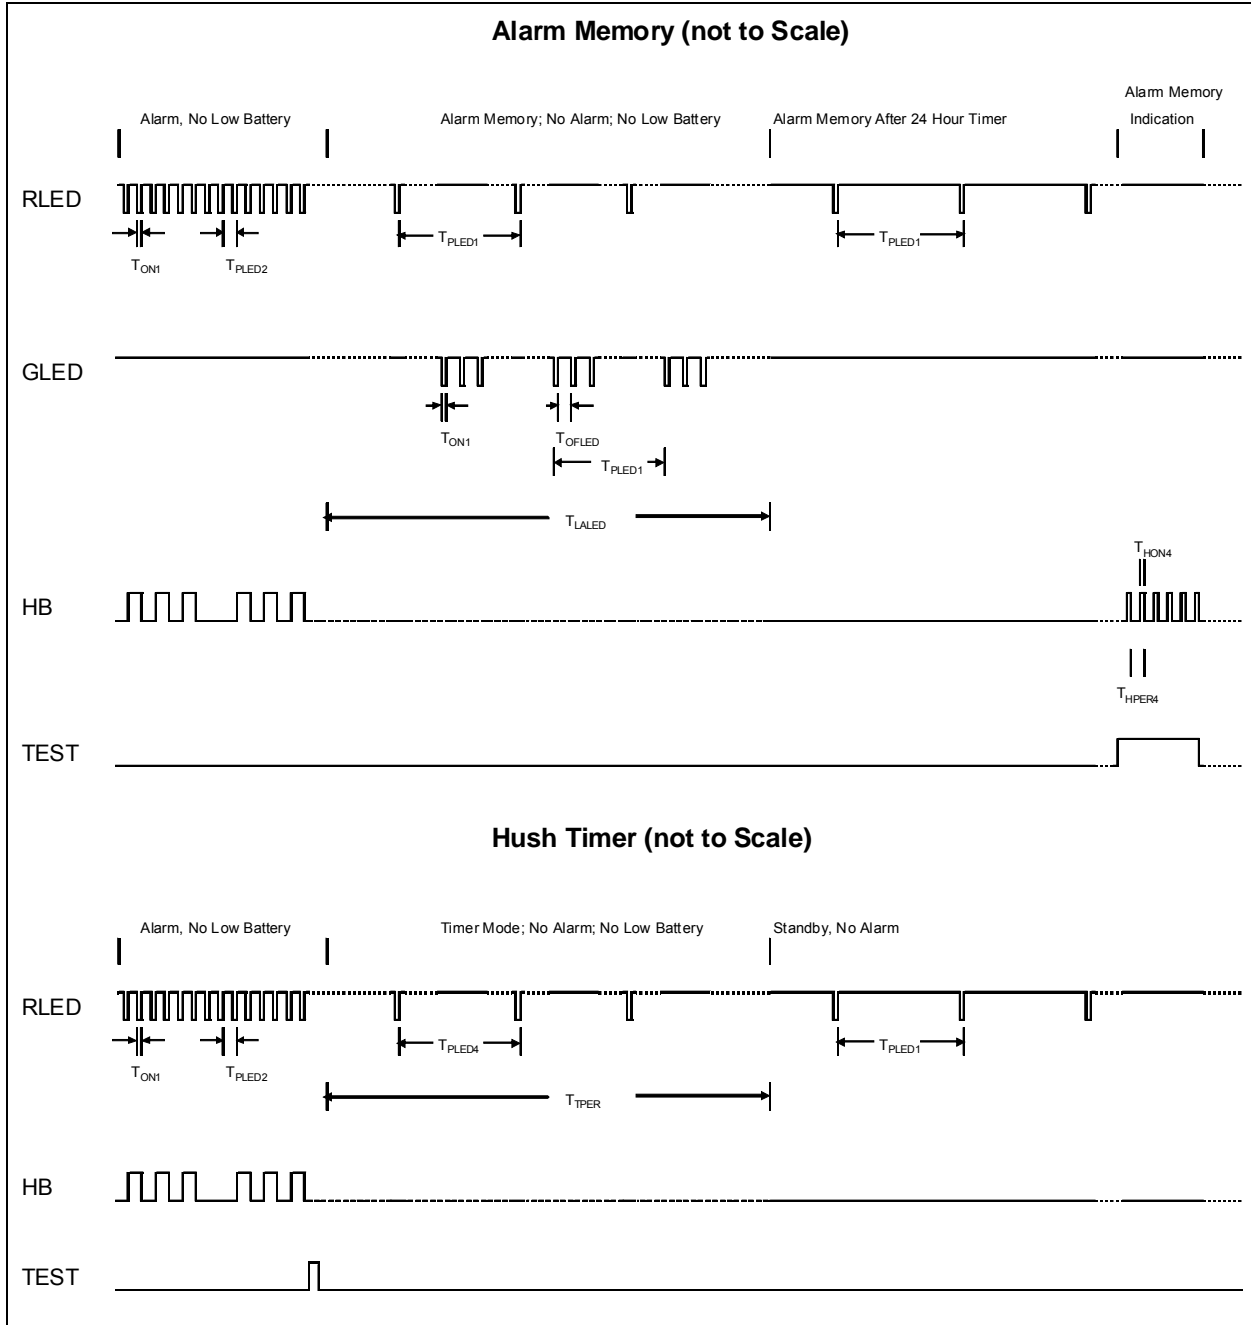 Alarm Memory (not to Scale)
Alarm Memory
Alarm, No Low Battery Alarm Memory; No Alarm; No Low Battery Alarm Memory After 24 Hour Timer Indication
RLED
TPLED1 TPLED1
TON1 TPLED2
GLED
TON1 TOFLED
TPLED1
TLALED
THON4
HB
THPER4
TEST
Hush Timer (not to Scale)
Alarm, No Low Battery Timer Mode; No Alarm; No Low Battery Standby, No Alarm
RLED
TPLED4 TPLED1
TON1 TPLED2
TTPER
HB
TEST